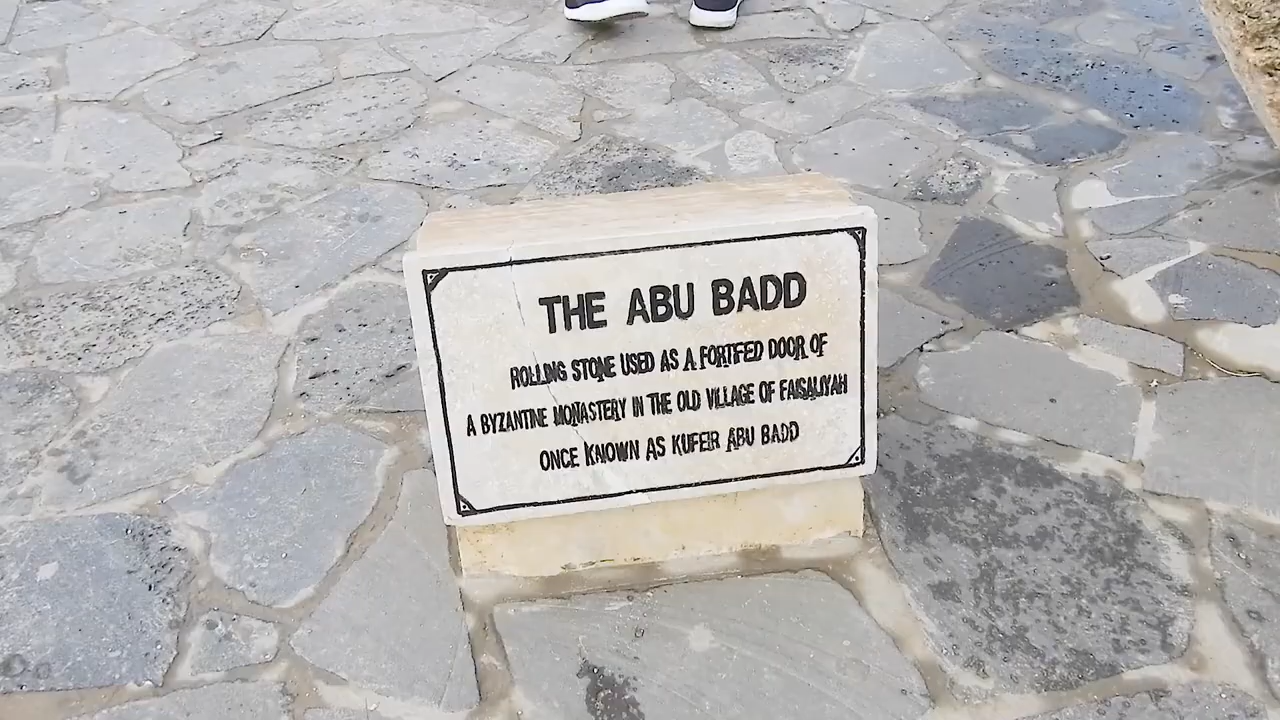 THE ABU BADD
ROLLING STONE USED AS A FORTIFED DOOR OF
A BYZANTINE MONASTERY IN THE OLD VILLAGE OF FAISALIYAH
ONCE KNOWN AS KUFEIR ABU BADD